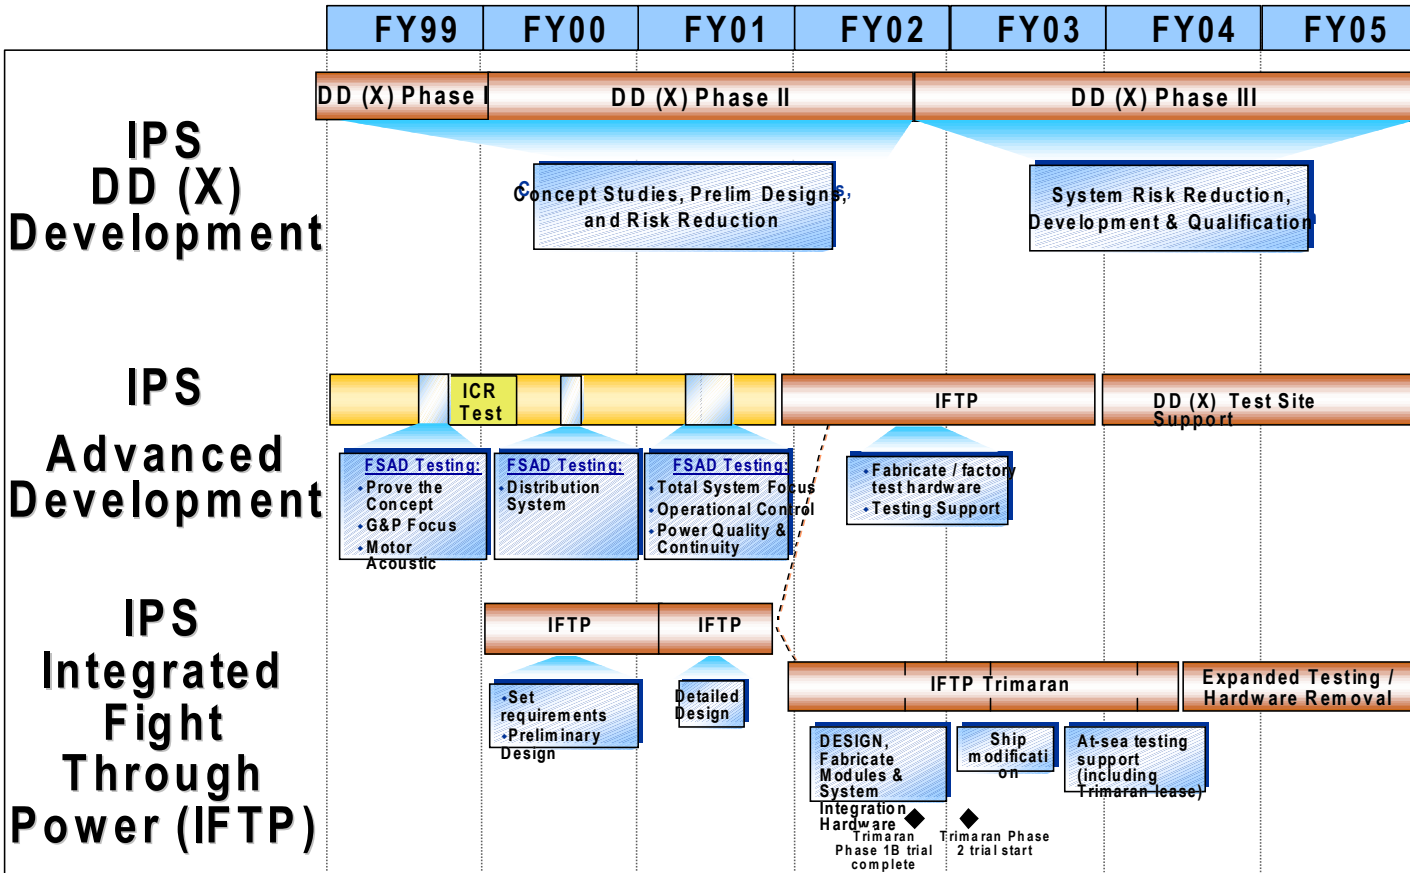 FY99 FY00 FY01 FY02 FY03 FY04 FY05
IPS
DD (X)
Development
DD (X) Phase I
DD (X) Phase II
DD (X) Phase III
Concept Studies, Prelim Designs,
and Risk Reduction
System Risk Reduction,
Development & Qualification
IPS
Advanced
Development
ICR
Test
IFTP
DD (X) Test Site
Support
FSAD Testing:
Prove the
Concept
G&P Focus
Motor
Acoustic
FSAD Testing:
Distribution
System
FSAD Testing:
Total System Focus
Operational Control
Power Quality &
Continuity
Fabricate / factory
test hardware
Testing Support
IPS
Integrated
Fight
Through
Power (IFTP)
IFTP
IFTP
Set
requirements
Preliminary
Design
Detailed
Design
IFTP Trimaran
Expanded Testing /
Hardware Removal
DESIGN,
Fabricate
Modules &
System
Integration
Hardware
Ship
modificati
on
At-sea testing
support
(including
Trimaran lease)
Trimaran
Phase 1B trial
complete
Trimaran Phase
2 trial start